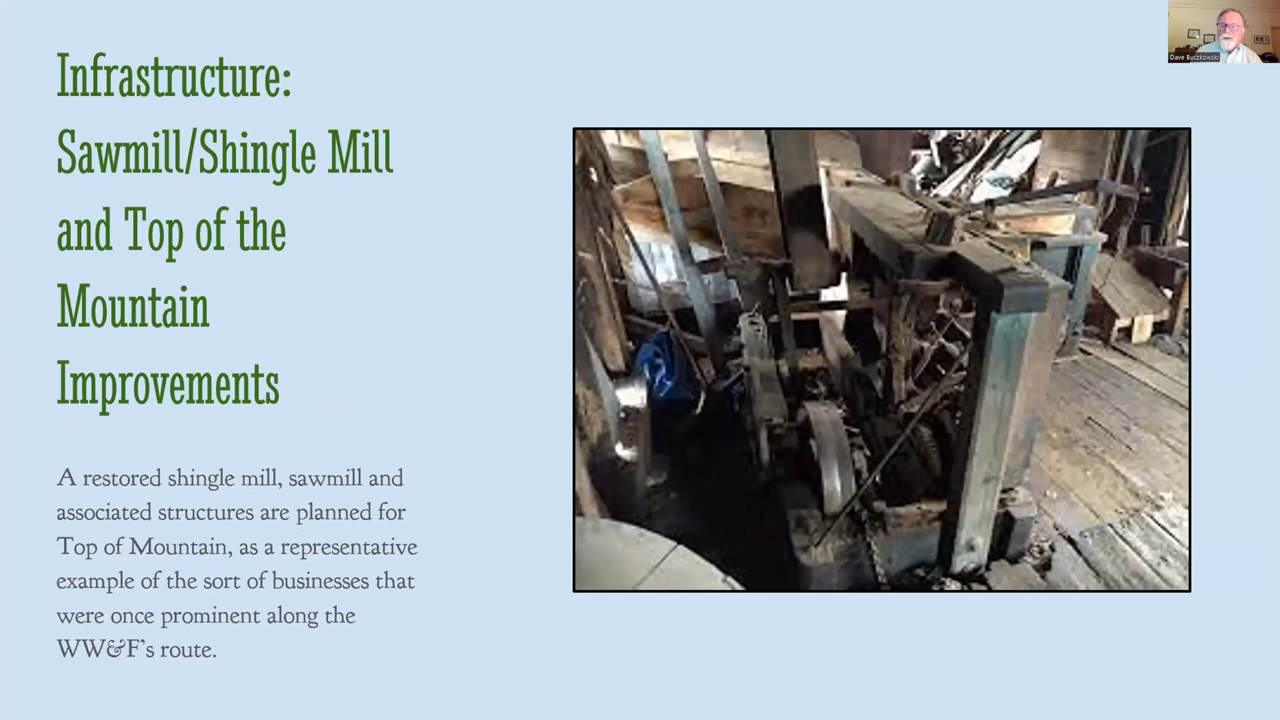 Infrastructure:
Sawmill/Shingle Mill
and Top of the
Mountain
Improvements
A restored shingle mill, sawmill and
associated structures are planned for
Top of Mountain, as a representative
example of the sort of businesses that
were once prominent along the
WW&F's route.
Dave Buczkowski